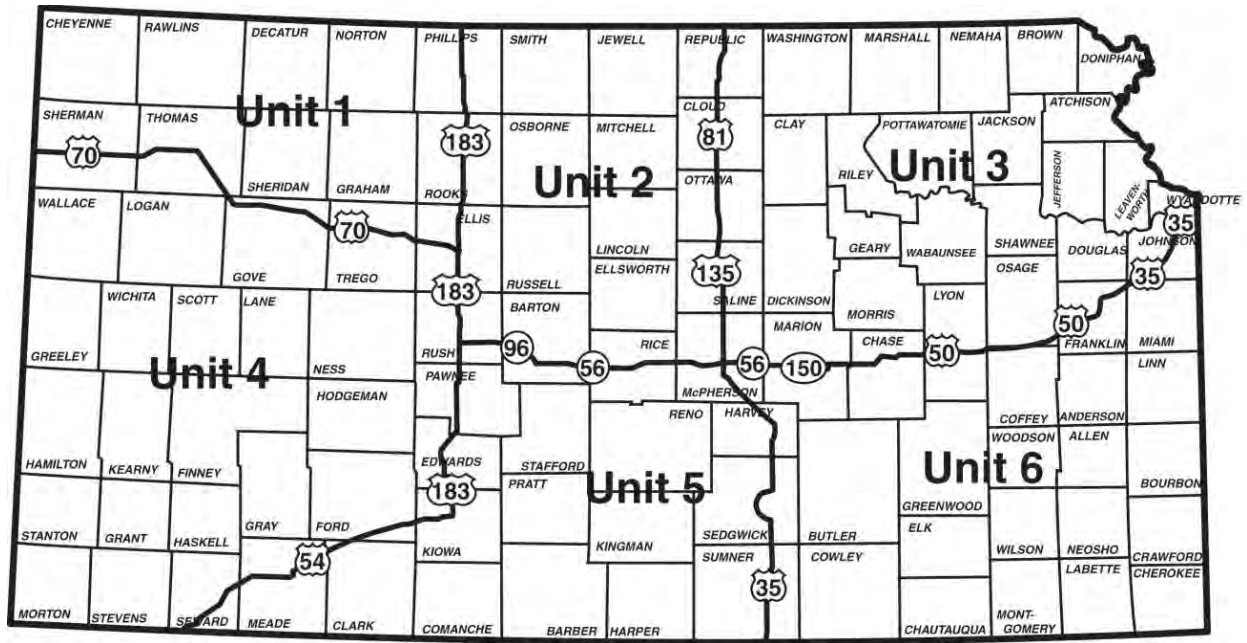 CHEYENNE
RAWLINS
DECATUR
NORTON
PHILLIPS
SMITH
JEWELL
REPUBLIC
WASHINGTON
MARSHALL
NEMAHA
BROWN
DONIPHAN
ATCHISON
Unit 1
SHERMAN
THOMAS
183
OSBORNE
MITCHELL
CLOUD
81
CLAY
POTTAWATOMIE
JACKSON
70
Unit 2
Unit 3
SHERIDAN
GRAHAM
ROOKS
OTTAWA
RILEY
JEFFERSON
LEAVEN-
WORTH
WYANDOTTE
35
WALLACE
LOGAN
70
ELLIS
LINCOLN
GEARY
WABAUNSEE
SHAWNEE
DOUGLAS
JOHNSON
GOVE
TREGO
183
RUSSELL
ELLSWORTH
135
SALINE
DICKINSON
OSAGE
35
WICHITA
SCOTT
LANE
BARTON
MORRIS
LYON
GREELEY
NESS
RUSH
96
56
RICE
56
MARION
150
CHASE
50
50
FRANKLIN
MIAMI
Unit 4
HODGEMAN
PAWNEE
McPHERSON
LINN
RENO
HARVEY
COFFEY
ANDERSON
HAMILTON
KEARNY
FINNEY
EDWARDS
STAFFORD
Unit 5
Unit 6
WOODSON
ALLEN
183
PRATT
BOURBON
GREENWOOD
STANTON
GRANT
HASKELL
GRAY
FORD
KIOWA
KINGMAN
SEDGWICK
BUTLER
ELK
WILSON
NEOSHO
CRAWFORD
54
SUMNER
COWLEY
LABETTE
CHEROKEE
35
MORTON
STEVENS
SEWARD
MEADE
CLARK
COMANCHE
BARBER
HARPER
CHAUTAUQUA
MONT-
GOMERY